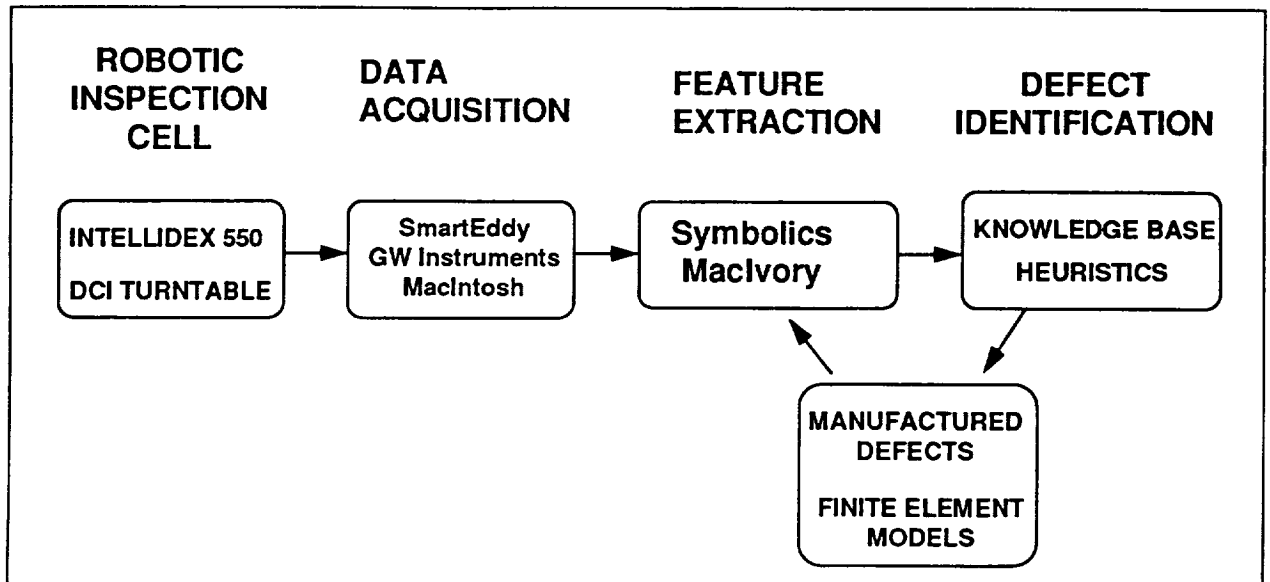 ROBOTIC
INSPECTION
CELL
DATA
ACQUISITION
FEATURE
EXTRACTION
DEFECT
IDENTIFICATION
INTELLIDEX 550
DCI TURNTABLE
SmartEddy
GW Instruments
MacIntosh
Symbolics
MacIvory
KNOWLEDGE BASE
HEURISTICS
MANUFACTURED
DEFECTS
FINITE ELEMENT
MODELS